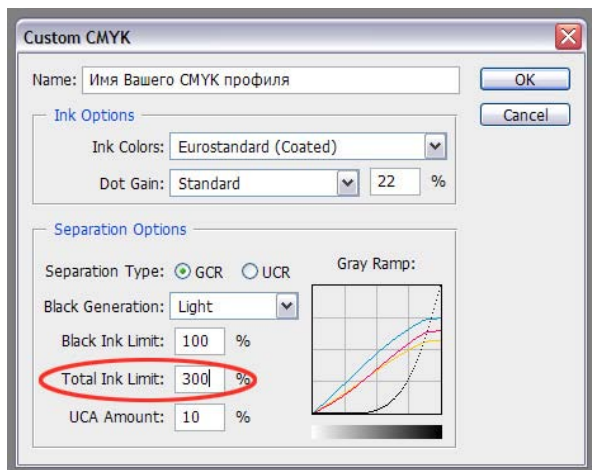 Custom CMYK
Name: Имя Вашего CMYK профиля
OK
Cancel
Ink Options
Ink Colors: Eurostandard (Coated)
Dot Gain: Standard 22 %
Separation Options
Separation Type: GCR UCR
Gray Ramp:
Black Generation: Light
Black Ink Limit: 100 %
Total Ink Limit: 300 %
UCA Amount: 10 %